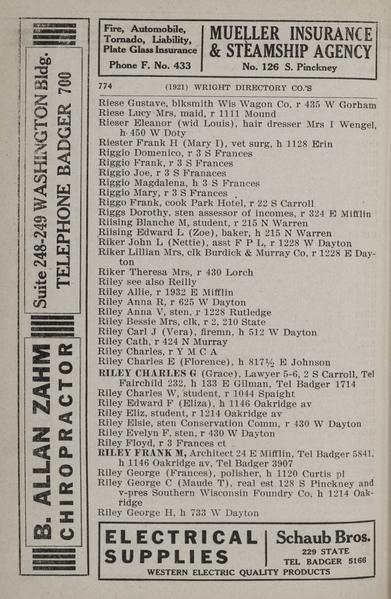 Fire, Automobile,
Tornado, Liability,
Plate Glass Insurance
Phone F. No. 433
MUELLER INSURANCE
& STEAMSHIP AGENCY
No. 126 S. Pinckney
774 (1921) WRIGHT DIRECTORY CO.'S
Riese Gustave, blksmith Wis Wagon Co, r 435 W Gorham
Riese Lucy Mrs, maid, r 1111 Mound
Rieser Eleanor (wid Louis), hair dresser Mrs I Wengel,
h 450 W Doty
Riester Frank H (Mary I), vet surg, h 1128 Erin
Riggio Domenico, r 3 S Frances
Riggio Frank, r 3 S Frances
Riggio Joe, r 3 S Franaces
Riggio Magdalena, h 3 S Frances
Riggio Mary, r 3 S Frances
Riggo Frank, cook Park Hotel, r 22 S Carroll
Riggs Dorothy, sten assessor of incomes, r 324 E Mifflin
Riising Blanche M, student, r 215 N Warren
Riising Edward L (Zoe), baker, h 215 N Warren
Riker John L (Nettie), asst F P L, r 1228 W Dayton
Riker Lillian Mrs, clk Burdick & Murray Co, r 1228 E Day-
ton
Riker Theresa Mrs, r 430 Lorch
Riley see also Reilly
Riley Allie, r 1932 E Mifflin
Riley Anna R, r 625 W Dayton
Riley Anna V, sten, r 1228 Rutledge
Riley Bessie Mrs, clk, r 2, 210 State
Riley Carl J (Vera), firemn, h 512 W Dayton
Riley Cath, r 424 N Murray
Riley Charles, r Y M C A
Riley Charles E (Florence), h 817½ E Johnson
RILEY CHARLES G (Grace), Lawyer 5-6, 2 S Carroll, Tel
Fairchild 232, h 133 E Gilman, Tel Badger 1714
Riley Charles W, student, r 1044 Spaight
Riley Edward F (Eliza), h 1146 Oakridge av
Riley Eliz, student, r 1214 Oakridge av
Riley Elsie, sten Conservation Comm, r 430 W Dayton
Riley Evelyn F, sten, r 430 W Dayton
Riley Floyd, r 3 Frances ct
RILEY FRANK M, Architect 24 E Mifflin, Tel Badger 5841,
h 1146 Oakridge av, Tel Badger 3907
Riley George (Frances), polisher, h 1120 Curtis pl
Riley George C (Maude T), real est 128 S Pinckney and
v-pres Southern Wisconsin Foundry Co, h 1214 Oak-
ridge
Riley George H, h 733 W Dayton
ELECTRICAL
SUPPLIES
Schaub Bros.
229 STATE
TEL BADGER 5166
WESTERN ELECTRIC QUALITY PRODUCTS
B. ALLAN ZAHM
CHIROPRACTOR
Suite 248-249 WASHINGTON Bldg.
TELEPHONE BADGER 700